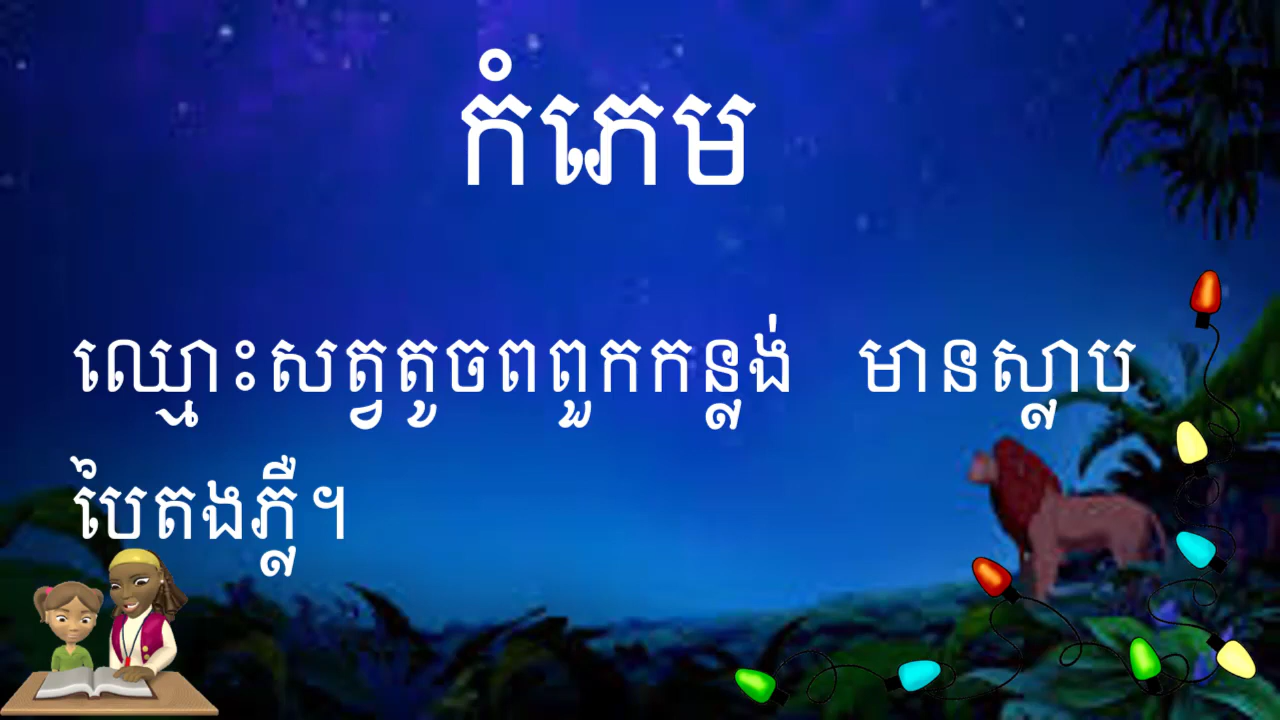 កំភេម
ឈ្មោះសត្វតូចពពួកកន្លង់ មានស្លាប
បៃតងភ្លឺ។